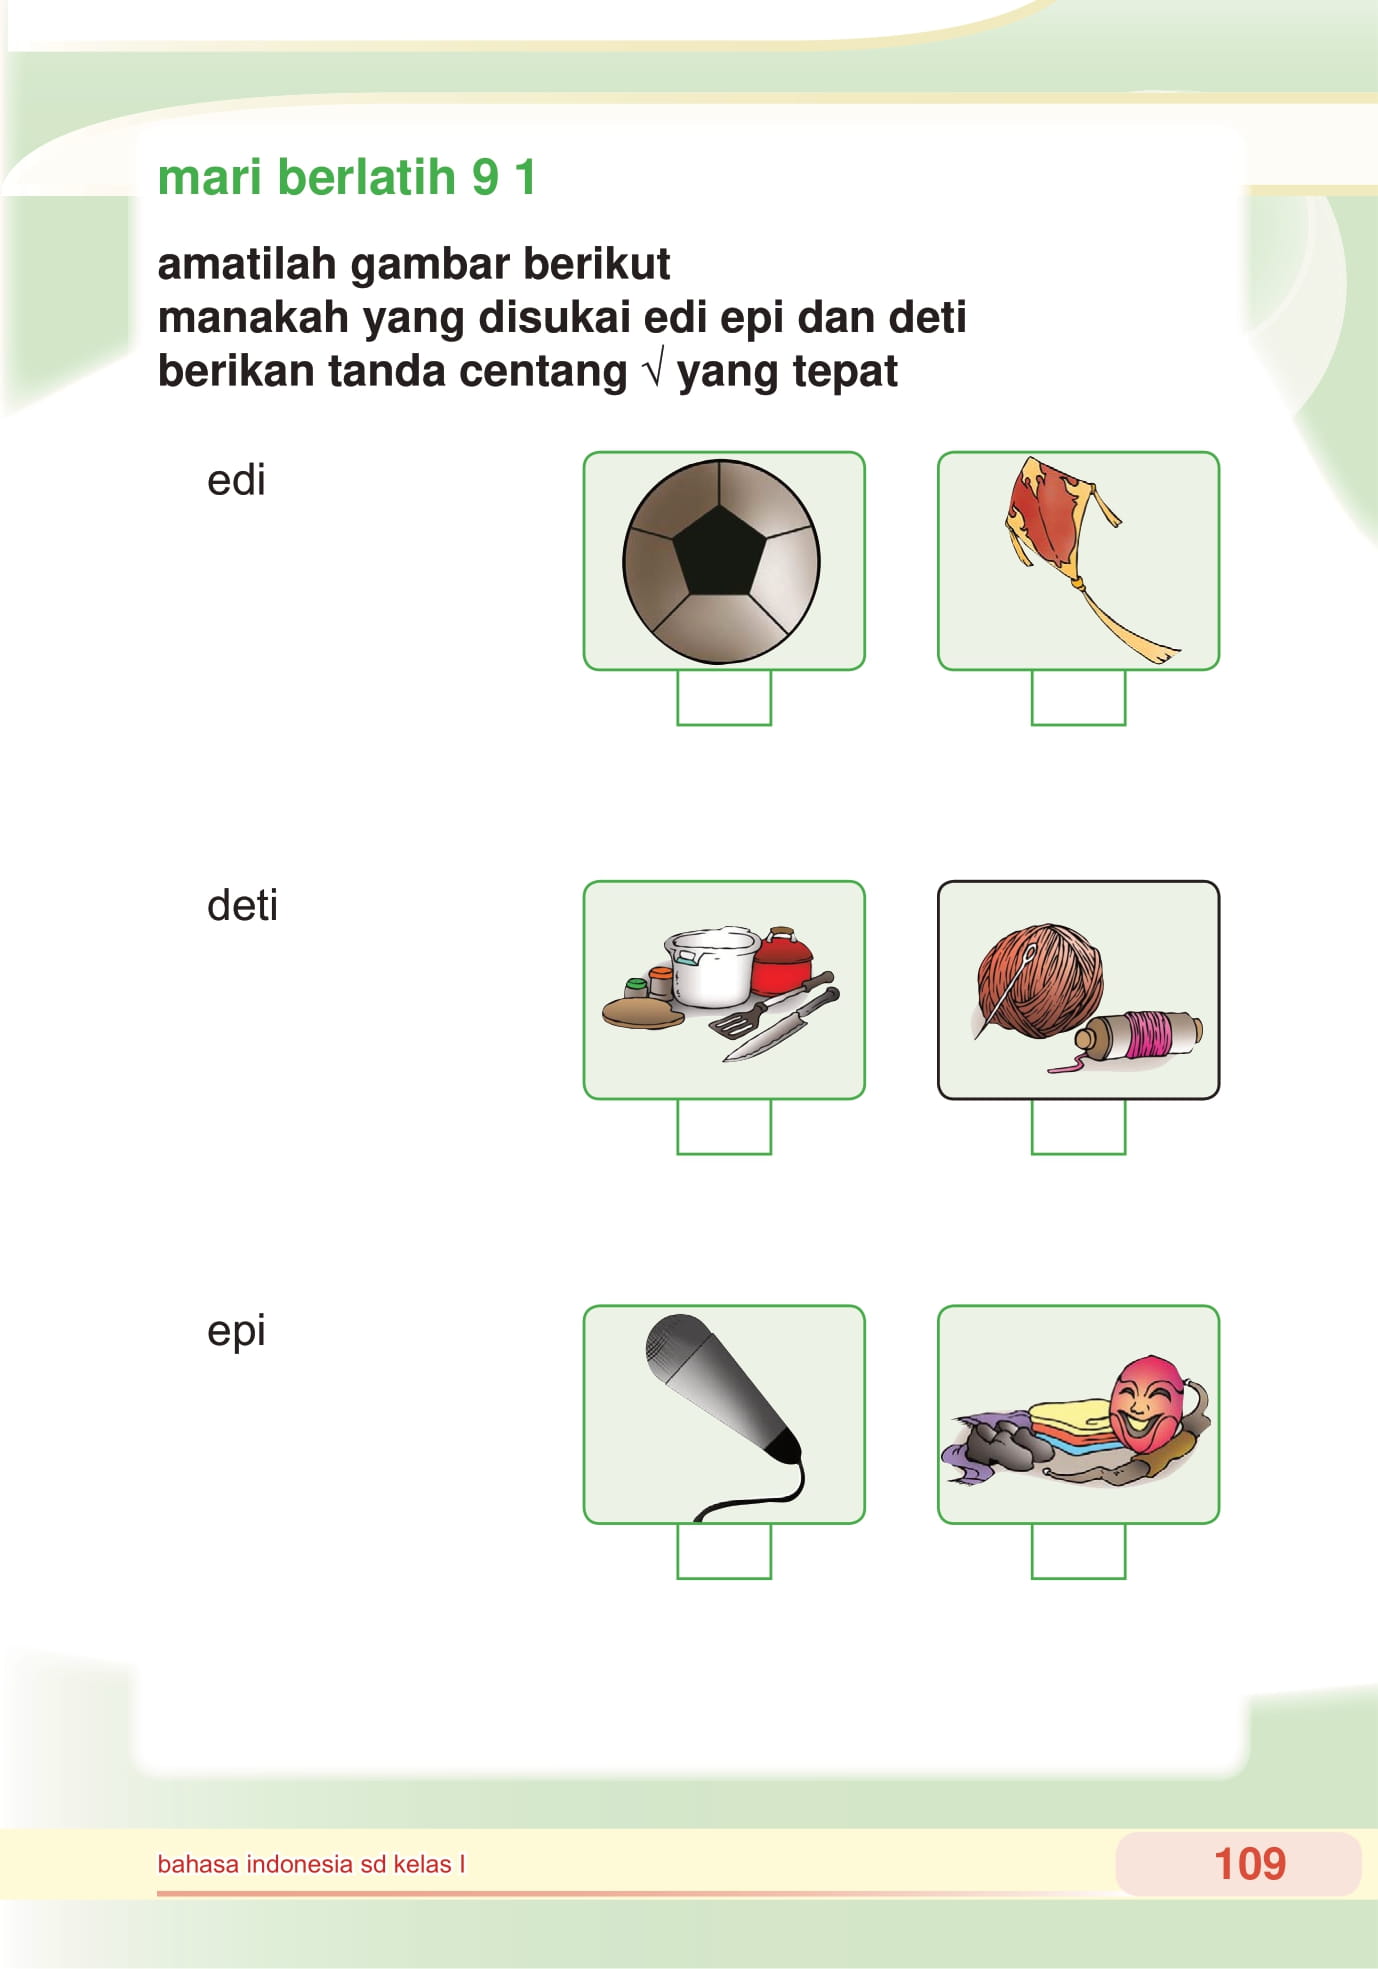 mari berlatih 9 1
amatilah gambar berikut
manakah yang disukai edi epi dan deti
berikan tanda centang √ yang tepat
edi
deti
epi
bahasa indonesia sd kelas I
109